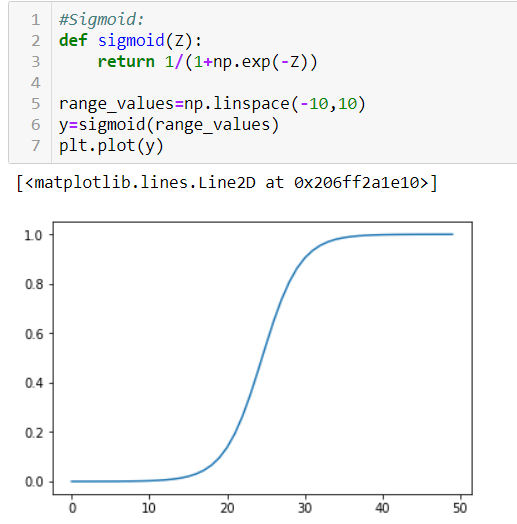 1 #Sigmoid:
2 def sigmoid(Z):
3     return 1/(1+np.exp(-Z))
4
5 range_values=np.linspace(-10,10)
6 y=sigmoid(range_values)
7 plt.plot(y)
[<matplotlib.lines.Line2D at 0x206ff2a1e10>]
1.0
0.8
0.6
0.4
0.2
0.0
0 10 20 30 40 50